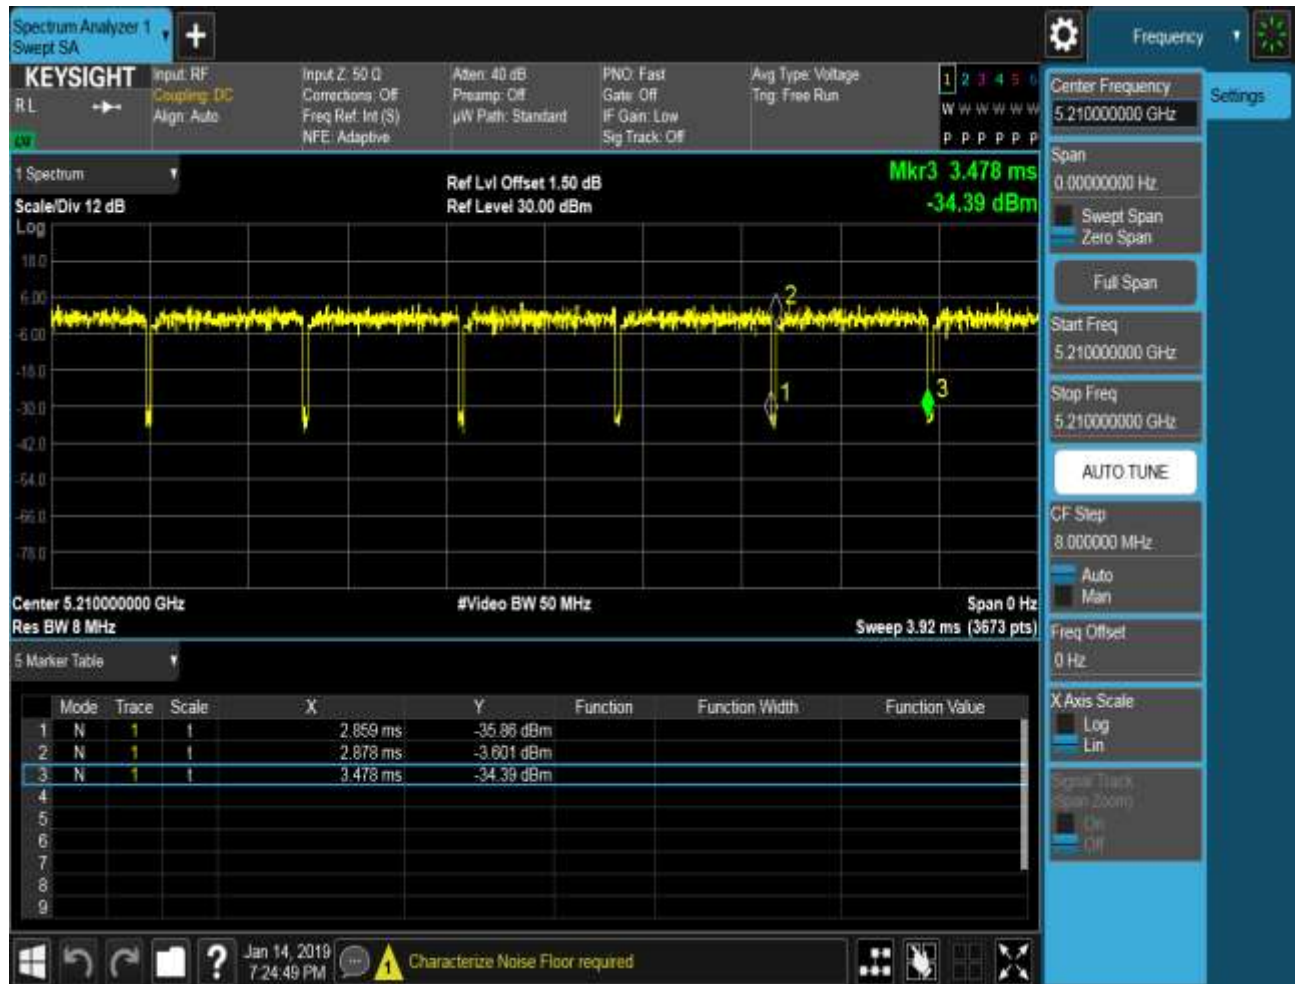 Spectrum Analyzer 1
Swept SA
Frequency
KEYSIGHT
R L
Input: RF
Coupling: DC
Align: Auto
Input Z: 50 Ω
Corrections: Off
Freq Ref: Int (S)
NFE: Adaptive
Atten: 40 dB
Preamp: Off
µW Path: Standard
PNO: Fast
Gate: Off
IF Gain: Low
Sig Track: Off
Avg Type: Voltage
Trig: Free Run
1 2 3 4 5 6
W W W W W W
P P P P P P
1 Spectrum
Scale/Div 12 dB
Ref Lvl Offset 1.50 dB
Ref Level 30.00 dBm
Mkr3 3.478 ms
-34.39 dBm
Log
18.0
6.00
-6.00
-18.0
-30.0
-42.0
-54.0
-66.0
-78.0
2
1
3
Center 5.210000000 GHz
Res BW 8 MHz
#Video BW 50 MHz
Span 0 Hz
Sweep 3.92 ms (3673 pts)
5 Marker Table
Mode Trace Scale X Y Function Function Width Function Value
1 N 1 t 2.859 ms -35.86 dBm
2 N 1 t 2.878 ms -3.601 dBm
3 N 1 t 3.478 ms -34.39 dBm
4
5
6
7
8
9
Jan 14, 2019
7:24:49 PM
Characterize Noise Floor required
Center Frequency
5.210000000 GHz
Settings
Span
0.00000000 Hz
Swept Span
Zero Span
Full Span
Start Freq
5.210000000 GHz
Stop Freq
5.210000000 GHz
AUTO TUNE
CF Step
8.000000 MHz
Auto
Man
Freq Offset
0 Hz
X Axis Scale
Log
Lin
Signal Track
(Span Zoom)
On
Off